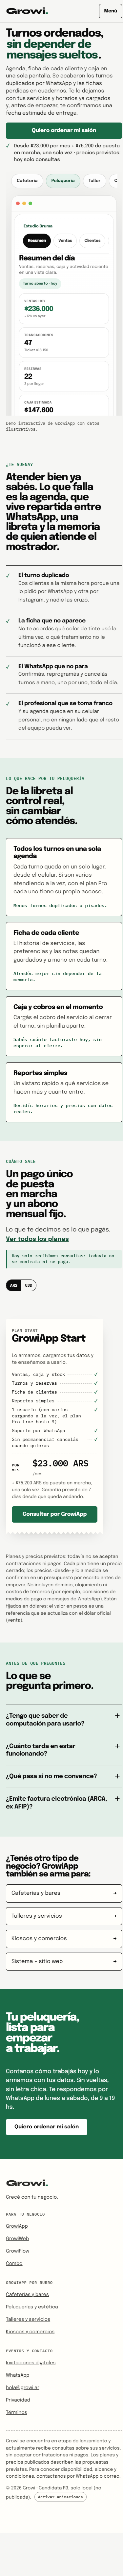 Growi.
Menú
Turnos ordenados,
sin depender de
mensajes sueltos.
Agenda, ficha de cada cliente y caja en
una sola pantalla. Se acabaron los turnos
duplicados por WhatsApp y las fichas
en cuadernos. Te lo entregamos
configurado, con tus servicios, precios
y cargados, y enseñamos a tu gente
de entrega.
Quiero ordenar mi salón
✓ Desde $23.000 por mes + $75.200 de puesta
en marcha, una sola vez · precios previstos:
hoy solo consultas
Cafetería
Peluquería
Taller
Estudio Bruma
Resumen
Ventas
Clientes
Resumen del día
Ventas, reservas, caja y actividad reciente
en una vista clara.
Turno abierto · hoy
VENTAS HOY
$236.000
TRANSACCIONES
47
RESERVAS
22
CAJA ESTIMADA
$147.600
Demo interactiva de GrowiApp con datos
ilustrativos.
¿TE SUENA?
Atender bien ya
sabés. Lo que falla
es la agenda, que
vive repartida entre
WhatsApp, una
libreta y la memoria
de quien atiende el
mostrador.
✓ El turno duplicado
Dos clientas a la misma hora porque una
lo pidió por WhatsApp y otra por
Instagram, y nadie las cruzó.
✓ La ficha que no aparece
No te acordás qué color de tinte usó la
última vez, o qué tratamiento no le
funcionó a ese cliente.
✓ El WhatsApp que no para
Confirmás, reprogramás y cancelás
turnos a mano, uno por uno, todo el día.
✓ El profesional que se toma franco
Y su agenda queda en su celular
personal, no en ningún lado que el resto
del equipo pueda ver.
LO QUE HACE POR TU PELUQUERÍA
De la libreta al
control real,
sin cambiar
cómo atendés.
Todos los turnos en una sola
agenda
Cada turno queda en un solo lugar,
desde el celular. Si son varios
atendiendo a la vez, con el plan Pro
cada uno tiene su propio acceso.
Menos turnos duplicados o pisados.
Ficha de cada cliente
El historial de servicios, las
preferencias y las notas quedan
guardadas y a mano en cada turno.
Atendés mejor sin depender de la
memoria.
Caja y cobros en el momento
Cargás el cobro del servicio al cerrar
el turno, sin planilla aparte.
Sabés cuánto facturaste hoy, sin
esperar al cierre.
Reportes simples
Un vistazo rápido a qué servicios se
hacen más y cuánto entró.
Decidís horarios y precios con datos
reales.
CUÁNTO SALE
Un pago único
de puesta
en marcha
y un abono
mensual fijo.
Lo que te decimos es lo que pagás.
Ver todos los planes
Hoy solo recibimos consultas: todavía no
se contrata ni se paga.
ARS
USD
PLAN START
GrowiApp Start
Lo armamos, cargamos tus datos y
te enseñamos a usarlo.
Ventas, caja y stock ✓
Turnos y reservas ✓
Ficha de clientes ✓
Reportes simples ✓
1 usuario (con varios
cargando a la vez, el plan
Pro tiene hasta 3) ✓
Soporte por WhatsApp ✓
Sin permanencia: cancelás
cuando quieras ✓
POR
MES
$23.000 ARS
/mes
+ $75.200 ARS de puesta en marcha,
una sola vez. Garantía prevista de 7
días desde que queda andando.
Consultar por GrowiApp
Planes y precios previstos: todavía no se aceptan
contrataciones ni pagos. Cada plan tiene un precio
cerrado; los precios «desde» y lo a medida se
presupuestan por escrito antes de empezar.
No se incluyen dominio, alojamiento ni
costos de terceros (adicionales, comisiones de
medios de pago o mensajes de WhatsApp). Están
fijados en dólares: el valor en pesos es de
referencia y se actualiza con el dólar oficial
(venta).
ANTES DE QUE PREGUNTES
Lo que se
pregunta primero.
¿Tengo que saber de
computación para usarlo? +
¿Cuánto tarda en estar
funcionando? +
¿Qué pasa si no me convence? +
¿Emite factura electrónica (ARCA,
ex AFIP)? +
¿Tenés otro tipo de
negocio? GrowiApp
también se arma para:
Cafeterías y bares →
Talleres y servicios →
Kioscos y comercios →
Sistema + sitio web →
Tu peluquería,
lista para
empezar
a trabajar.
Contanos cómo trabajás hoy y lo
armamos con tus datos. Sin vueltas,
sin letra chica. Te respondemos por
WhatsApp de lunes a sábado, de 9 a 19
hs.
Quiero ordenar mi salón
Growi.
Crecé con tu negocio.
PARA TU NEGOCIO
GrowiApp
GrowiWeb
GrowiFlow
Combo
GROWIAPP POR RUBRO
Cafeterías y bares
Peluquerías y estética
Talleres y servicios
Kioscos y comercios
EVENTOS Y CONTACTO
Invitaciones digitales
WhatsApp
hola@growi.ar
Privacidad
Términos
Growi se encuentra en etapa de lanzamiento y
actualmente recibe consultas sobre sus servicios,
sin aceptar contrataciones ni pagos. Los planes y
precios publicados describen las propuestas
previstas. Para conocer disponibilidad, alcance y
condiciones, contactanos por WhatsApp o correo.
© 2026 Growi · Candidata R3, solo local (no
publicada). Activar animaciones